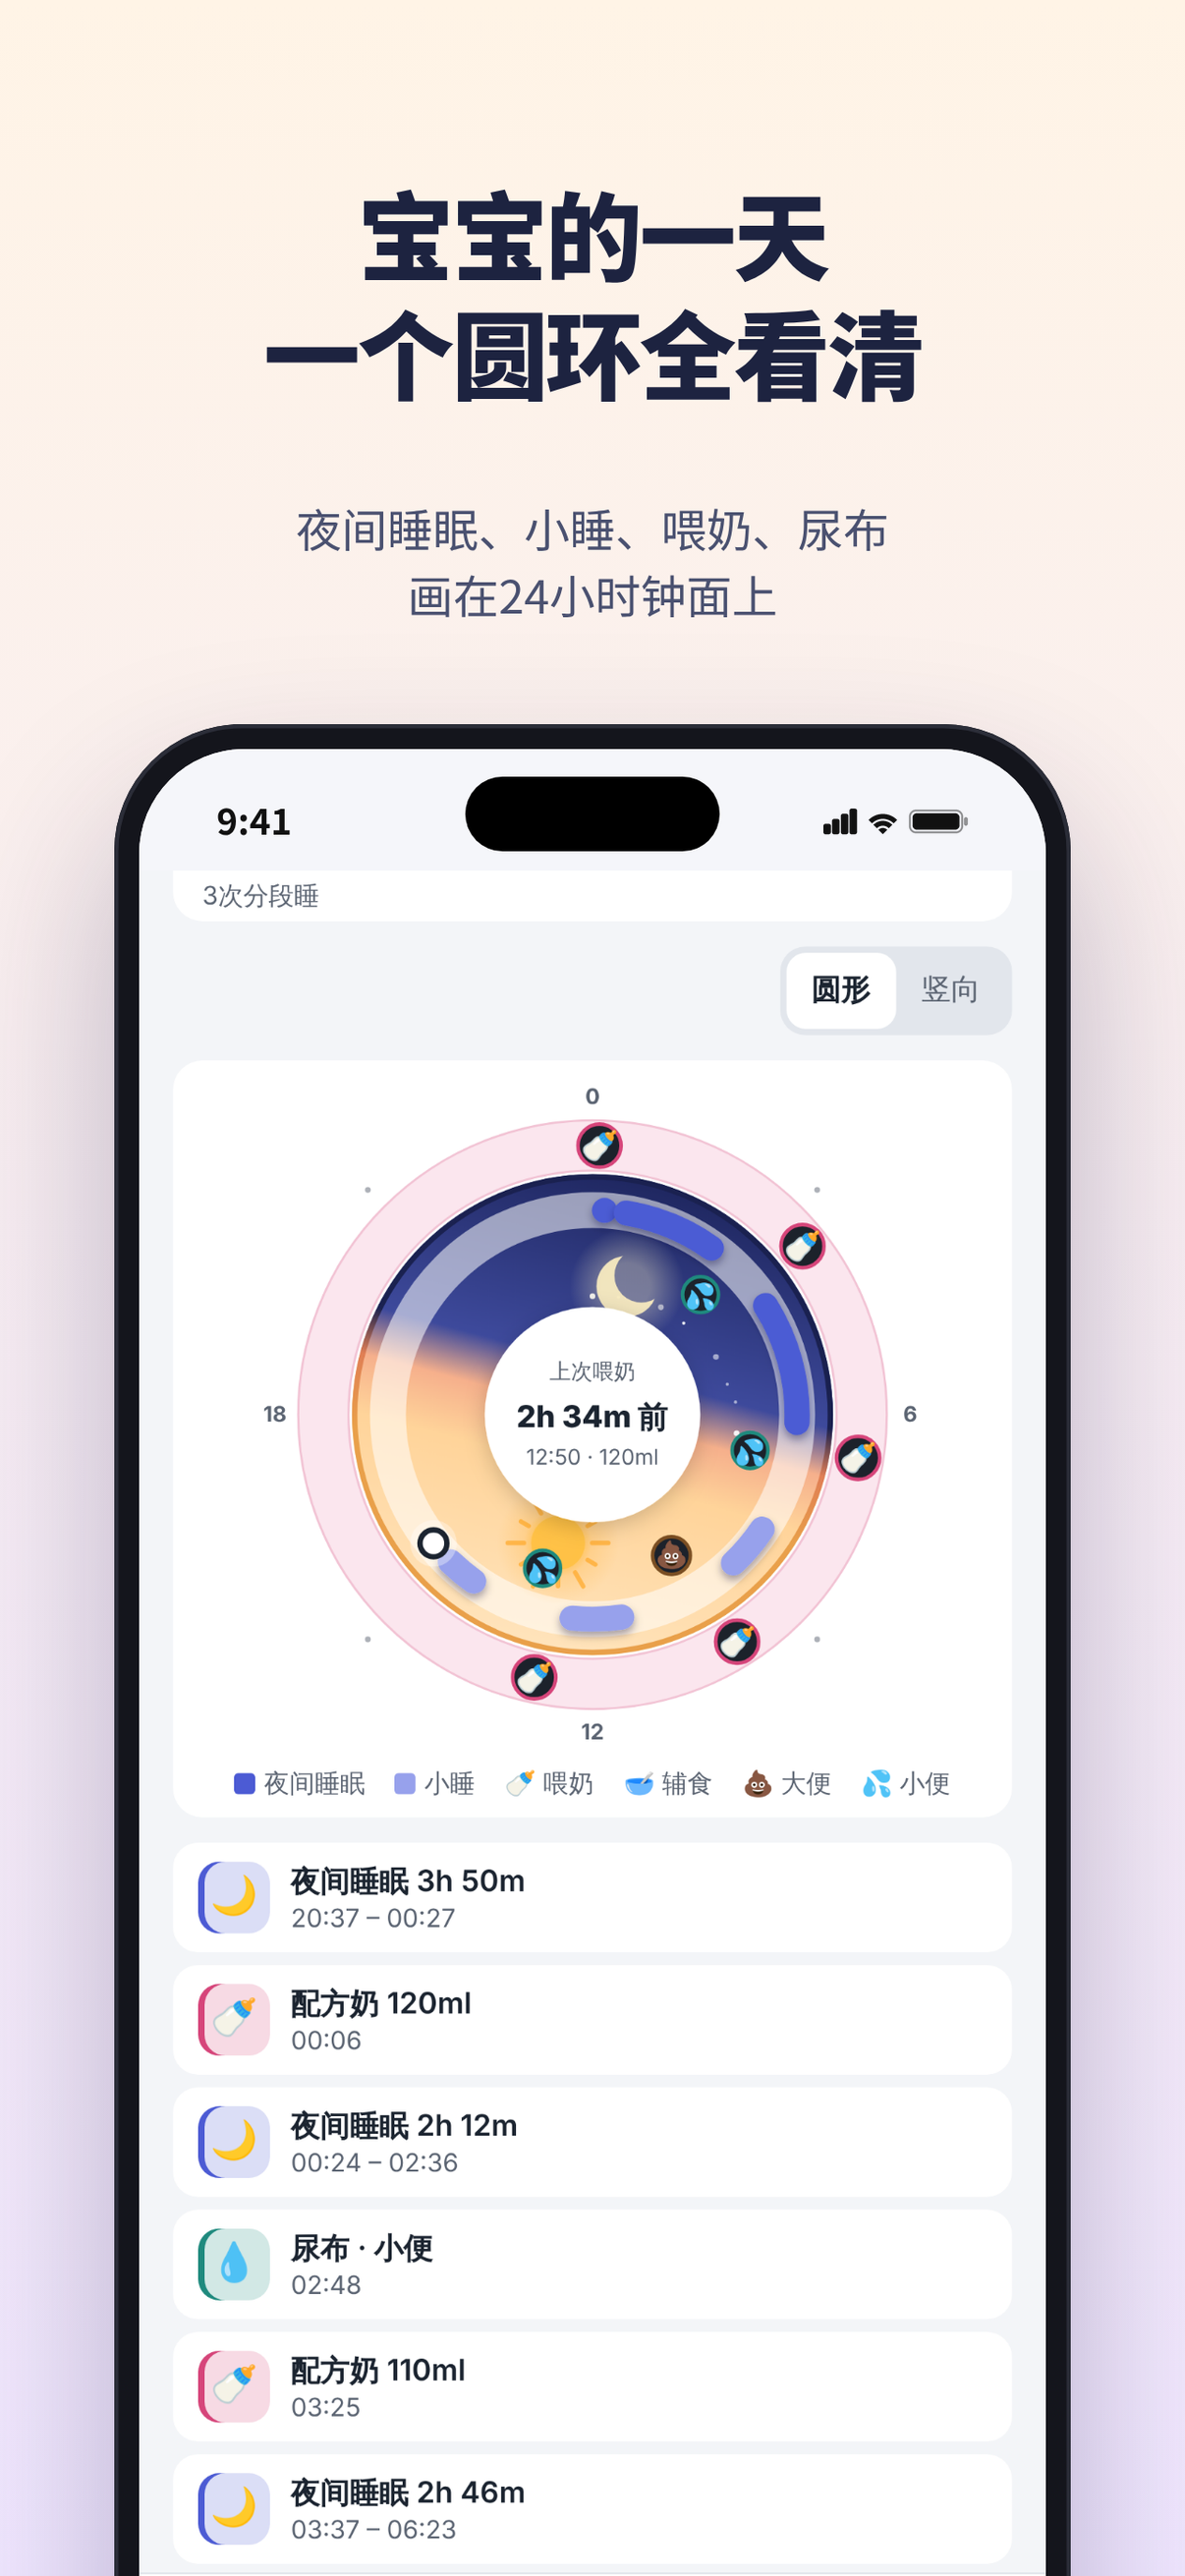 宝宝的一天
一个圆环全看清
夜间睡眠、小睡、喂奶、尿布
画在24小时钟面上
9:41
3次分段睡
圆形 竖向
0
18
6
12
上次喂奶
2h 34m 前
12:50 · 120ml
夜间睡眠 小睡 喂奶 辅食 大便 小便
夜间睡眠 3h 50m
20:37 – 00:27
配方奶 120ml
00:06
夜间睡眠 2h 12m
00:24 – 02:36
尿布 · 小便
02:48
配方奶 110ml
03:25
夜间睡眠 2h 46m
03:37 – 06:23